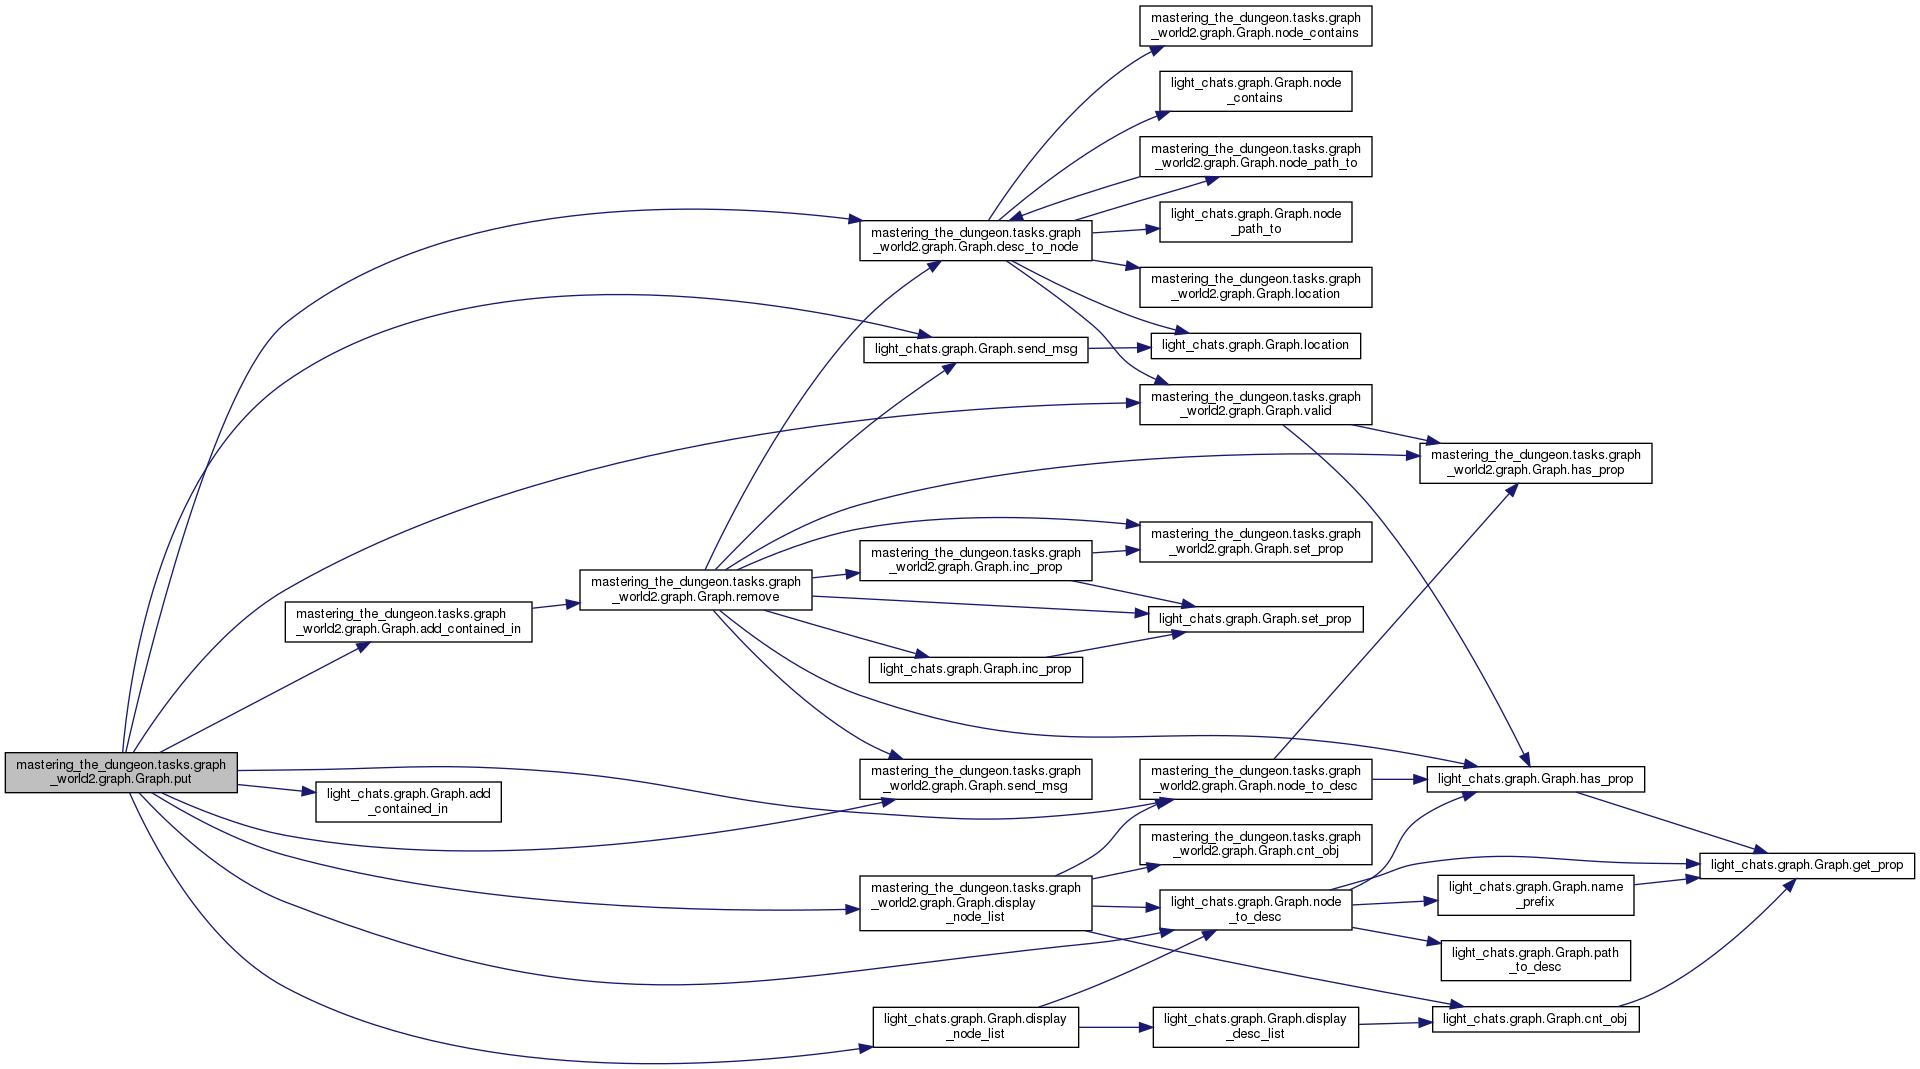 mastering_the_dungeon.tasks.graph
_world2.graph.Graph.node_contains
light_chats.graph.Graph.node
_contains
mastering_the_dungeon.tasks.graph
_world2.graph.Graph.node_path_to
light_chats.graph.Graph.node
_path_to
mastering_the_dungeon.tasks.graph
_world2.graph.Graph.desc_to_node
mastering_the_dungeon.tasks.graph
_world2.graph.Graph.location
light_chats.graph.Graph.send_msg
light_chats.graph.Graph.location
mastering_the_dungeon.tasks.graph
_world2.graph.Graph.valid
mastering_the_dungeon.tasks.graph
_world2.graph.Graph.has_prop
mastering_the_dungeon.tasks.graph
_world2.graph.Graph.set_prop
mastering_the_dungeon.tasks.graph
_world2.graph.Graph.inc_prop
mastering_the_dungeon.tasks.graph
_world2.graph.Graph.remove
mastering_the_dungeon.tasks.graph
_world2.graph.Graph.add_contained_in
light_chats.graph.Graph.set_prop
light_chats.graph.Graph.inc_prop
mastering_the_dungeon.tasks.graph
_world2.graph.Graph.put
light_chats.graph.Graph.add
_contained_in
mastering_the_dungeon.tasks.graph
_world2.graph.Graph.send_msg
mastering_the_dungeon.tasks.graph
_world2.graph.Graph.node_to_desc
light_chats.graph.Graph.has_prop
mastering_the_dungeon.tasks.graph
_world2.graph.Graph.cnt_obj
light_chats.graph.Graph.get_prop
mastering_the_dungeon.tasks.graph
_world2.graph.Graph.display
_node_list
light_chats.graph.Graph.node
_to_desc
light_chats.graph.Graph.name
_prefix
light_chats.graph.Graph.path
_to_desc
light_chats.graph.Graph.display
_node_list
light_chats.graph.Graph.display
_desc_list
light_chats.graph.Graph.cnt_obj